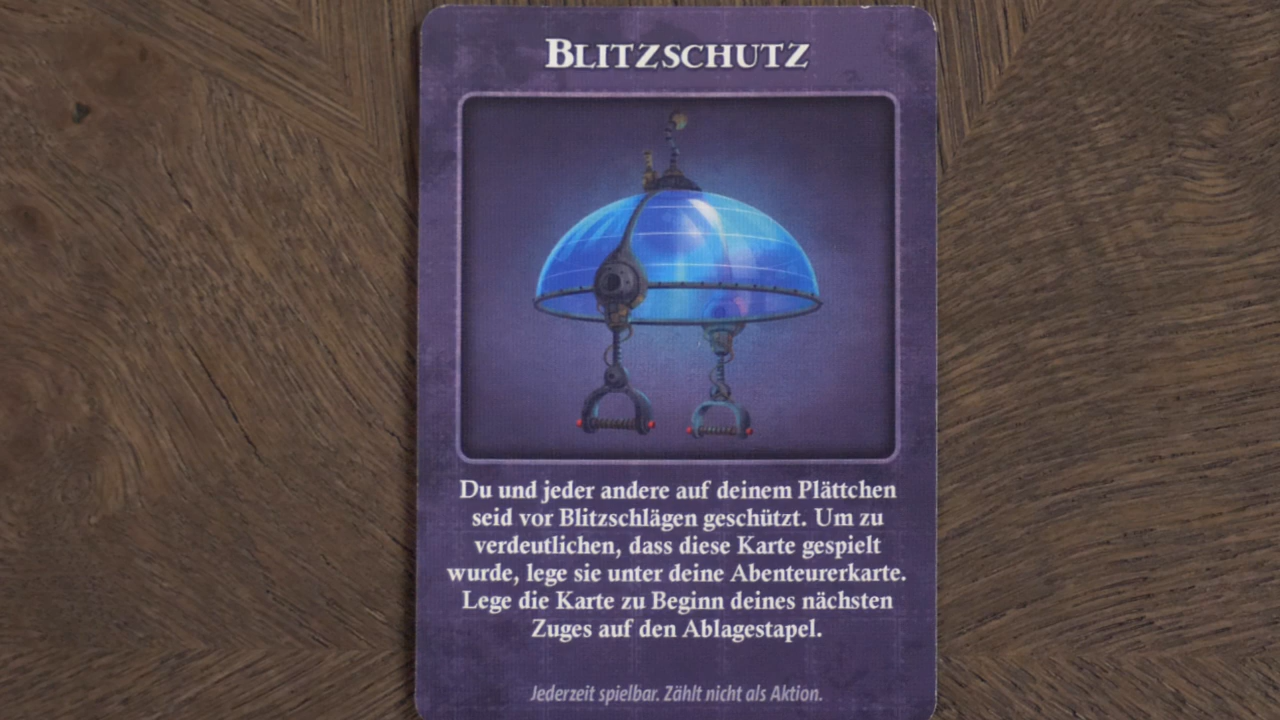 BLITZSCHUTZ
Du und jeder andere auf deinem Plättchen
seid vor Blitzschlägen geschützt. Um zu
verdeutlichen, dass diese Karte gespielt
wurde, lege sie unter deine Abenteurerkarte.
Lege die Karte zu Beginn deines nächsten
Zuges auf den Ablagestapel.
Jederzeit spielbar. Zählt nicht als Aktion.